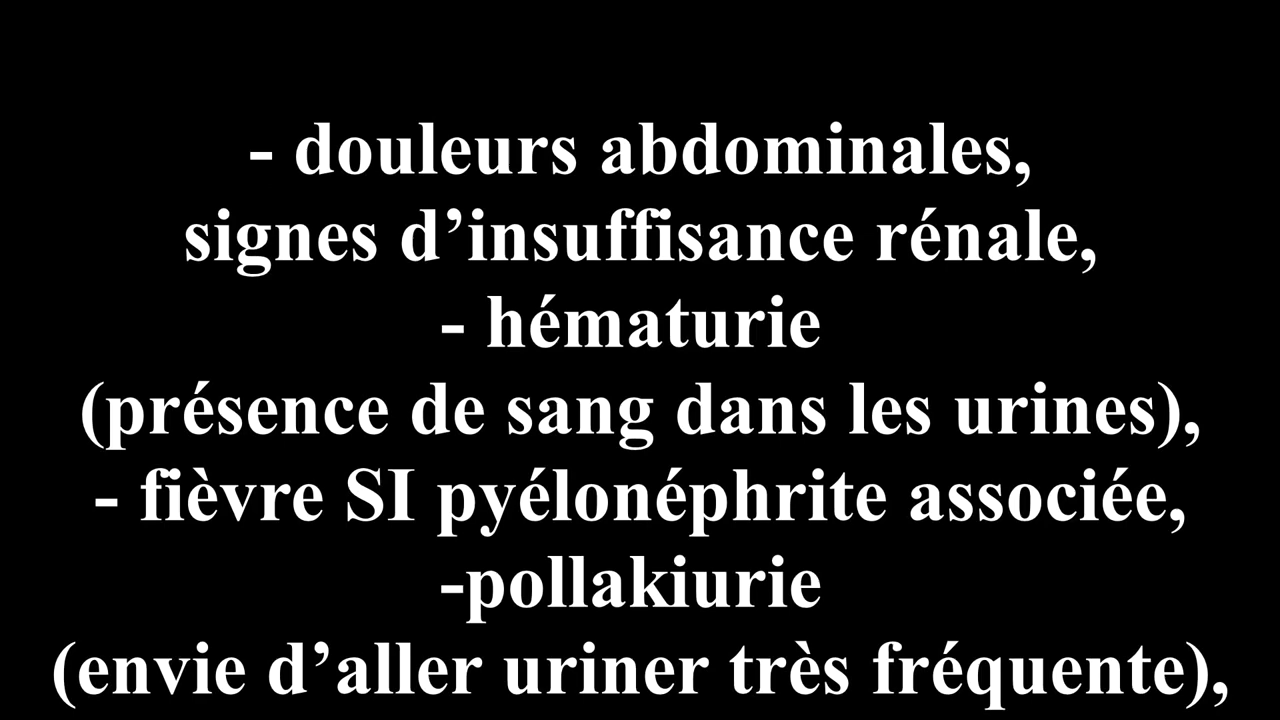 - douleurs abdominales,
signes d’insuffisance rénale,
- hématurie
(présence de sang dans les urines),
- fièvre SI pyélonéphrite associée,
-pollakiurie
(envie d’aller uriner très fréquente),